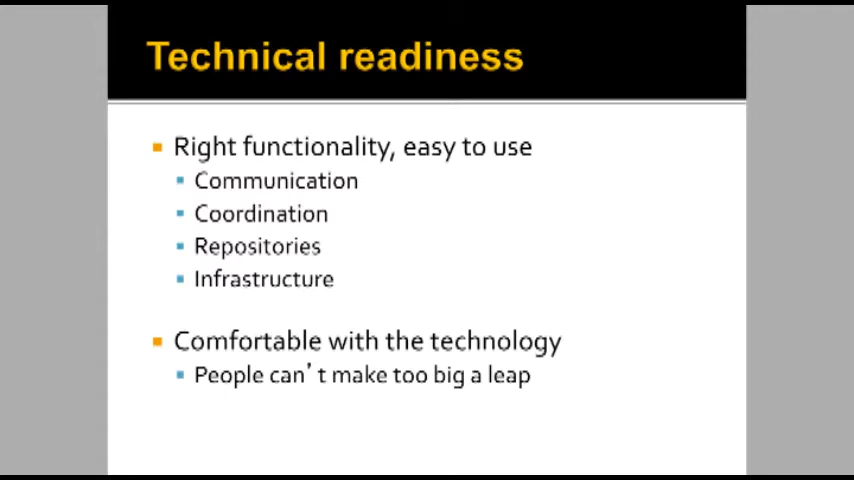 Technical readiness
Right functionality, easy to use
Communication
Coordination
Repositories
Infrastructure
Comfortable with the technology
People can’t make too big a leap